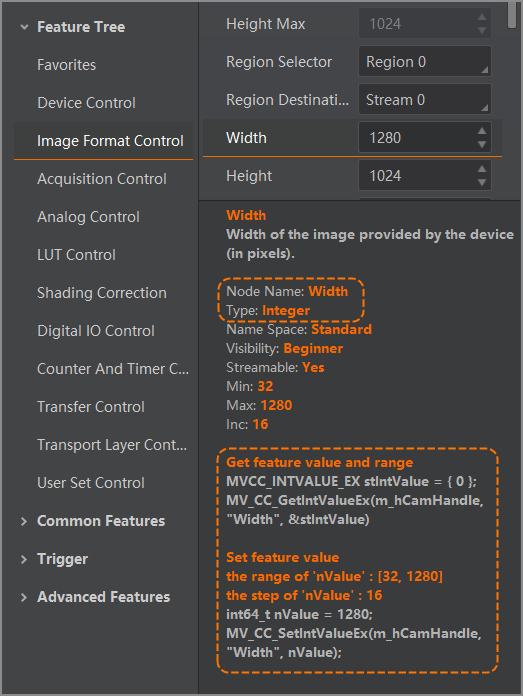 Feature Tree
Favorites
Device Control
Image Format Control
Acquisition Control
Analog Control
LUT Control
Shading Correction
Digital IO Control
Counter And Timer C...
Transfer Control
Transport Layer Cont...
User Set Control
Common Features
Trigger
Advanced Features
Height Max 1024
Region Selector Region 0
Region Destinati... Stream 0
Width 1280
Height 1024
Width
Width of the image provided by the device
(in pixels).
Node Name: Width
Type: Integer
Name Space: Standard
Visibility: Beginner
Streamable: Yes
Min: 32
Max: 1280
Inc: 16
Get feature value and range
MVCC_INTVALUE_EX stIntValue = { 0 };
MV_CC_GetIntValueEx(m_hCamHandle,
"Width", &stIntValue)
Set feature value
the range of 'nValue' : [32, 1280]
the step of 'nValue' : 16
int64_t nValue = 1280;
MV_CC_SetIntValueEx(m_hCamHandle,
"Width", nValue);